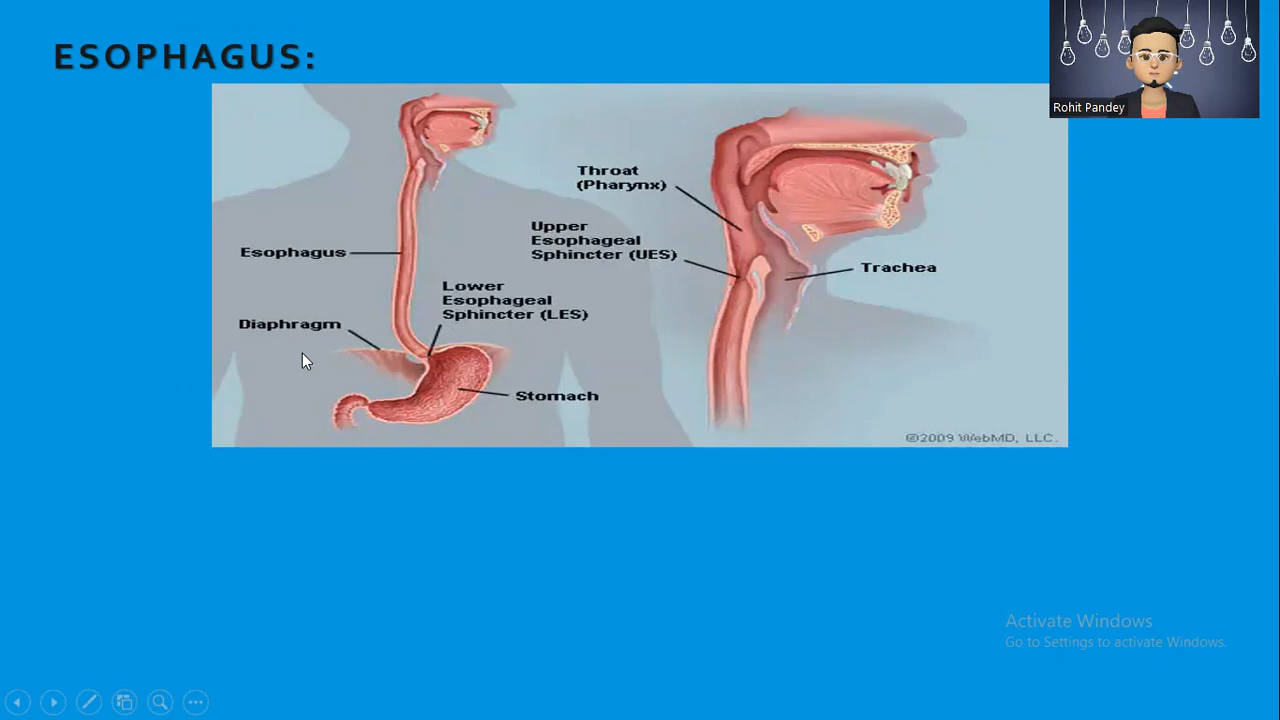 ESOPHAGUS:
Rohit Pandey
Throat
(Pharynx)
Upper
Esophageal
Sphincter (UES)
Esophagus
Trachea
Lower
Esophageal
Sphincter (LES)
Diaphragm
Stomach
©2009 WebMD, LLC.
Activate Windows
Go to Settings to activate Windows.